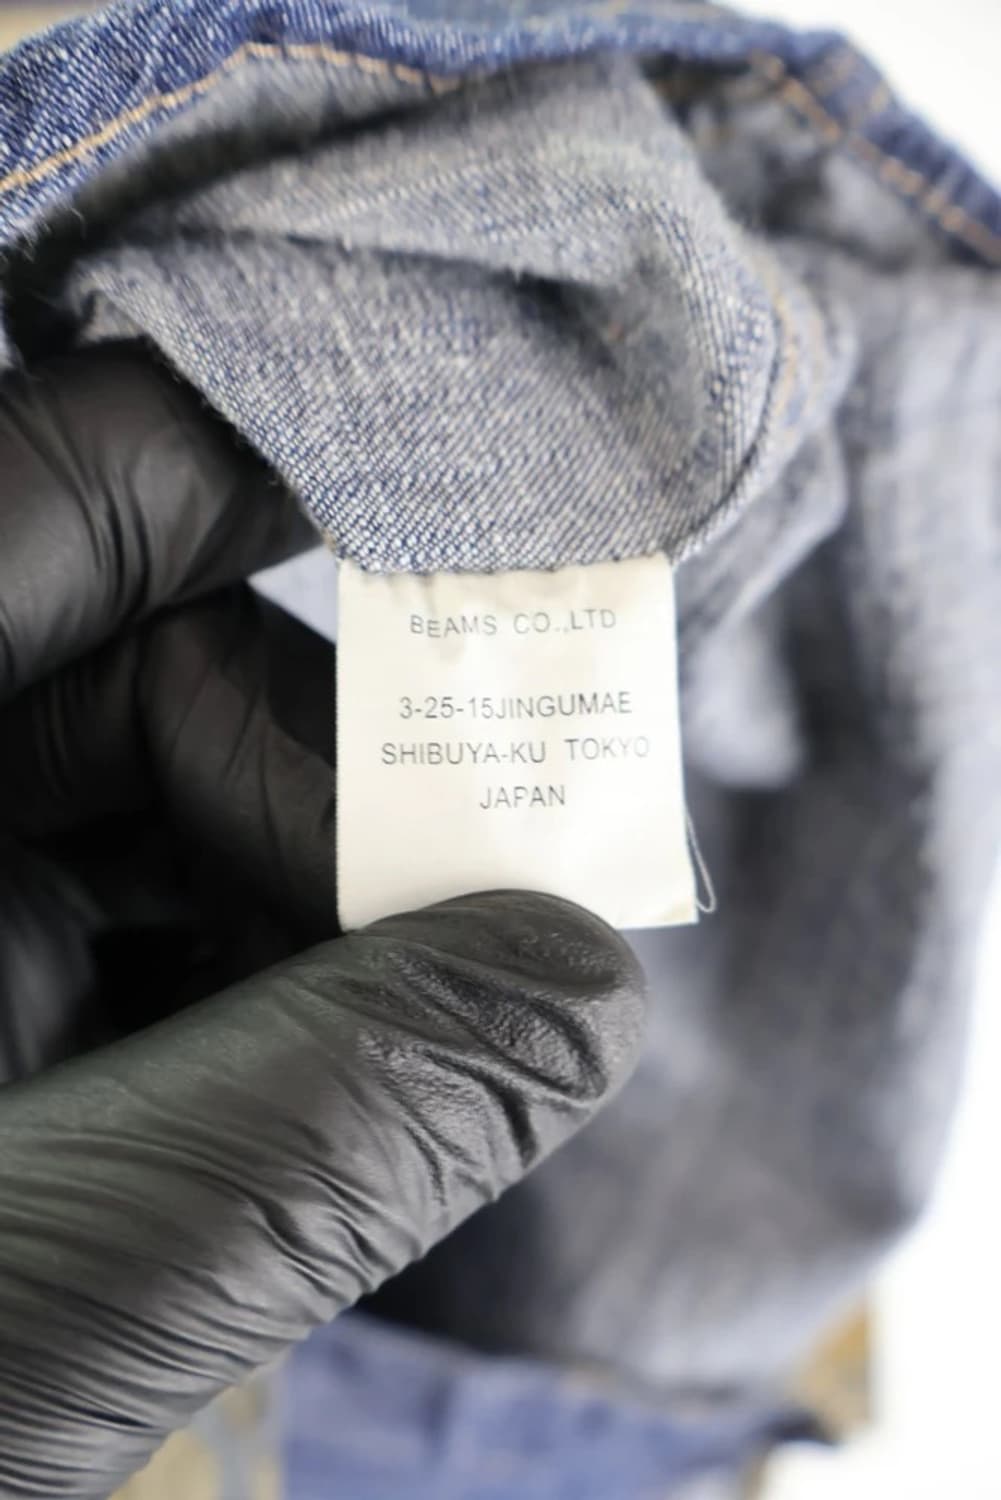 BEAMS CO.,LTD
3-25-15JINGUMAE
SHIBUYA-KU TOKYO
JAPAN